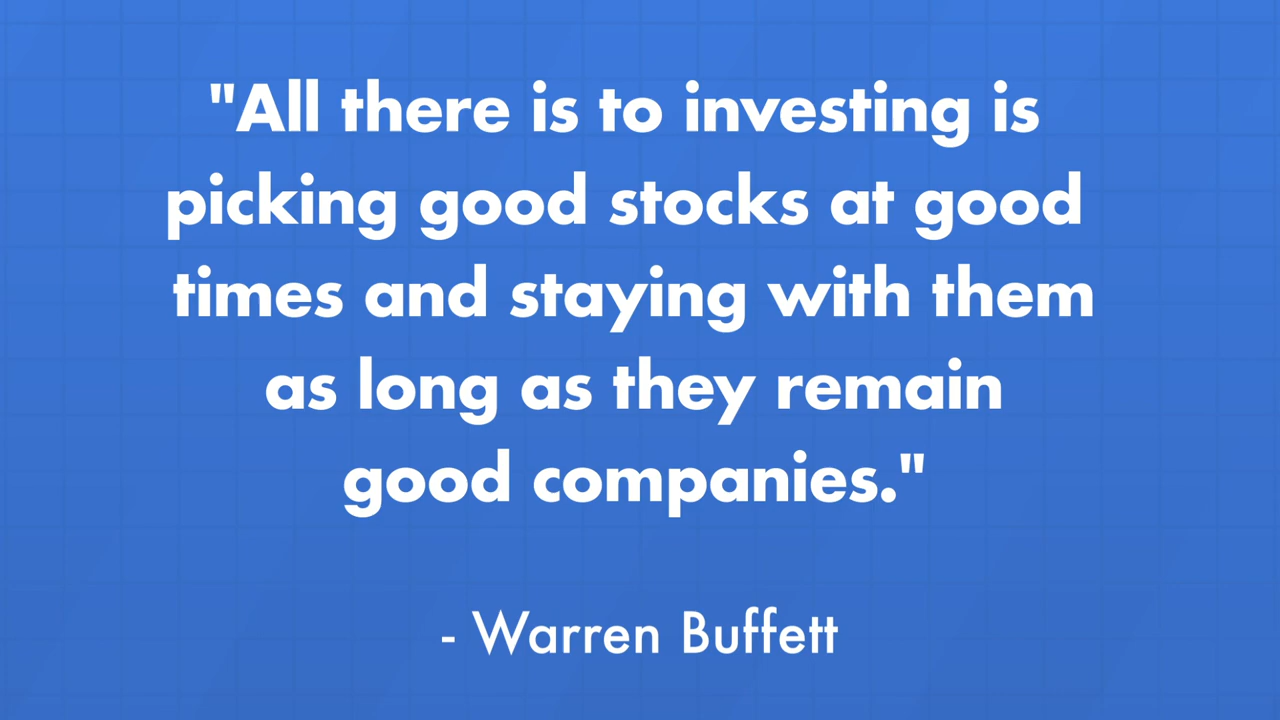 "All there is to investing is
picking good stocks at good
times and staying with them
as long as they remain
good companies."
- Warren Buffett